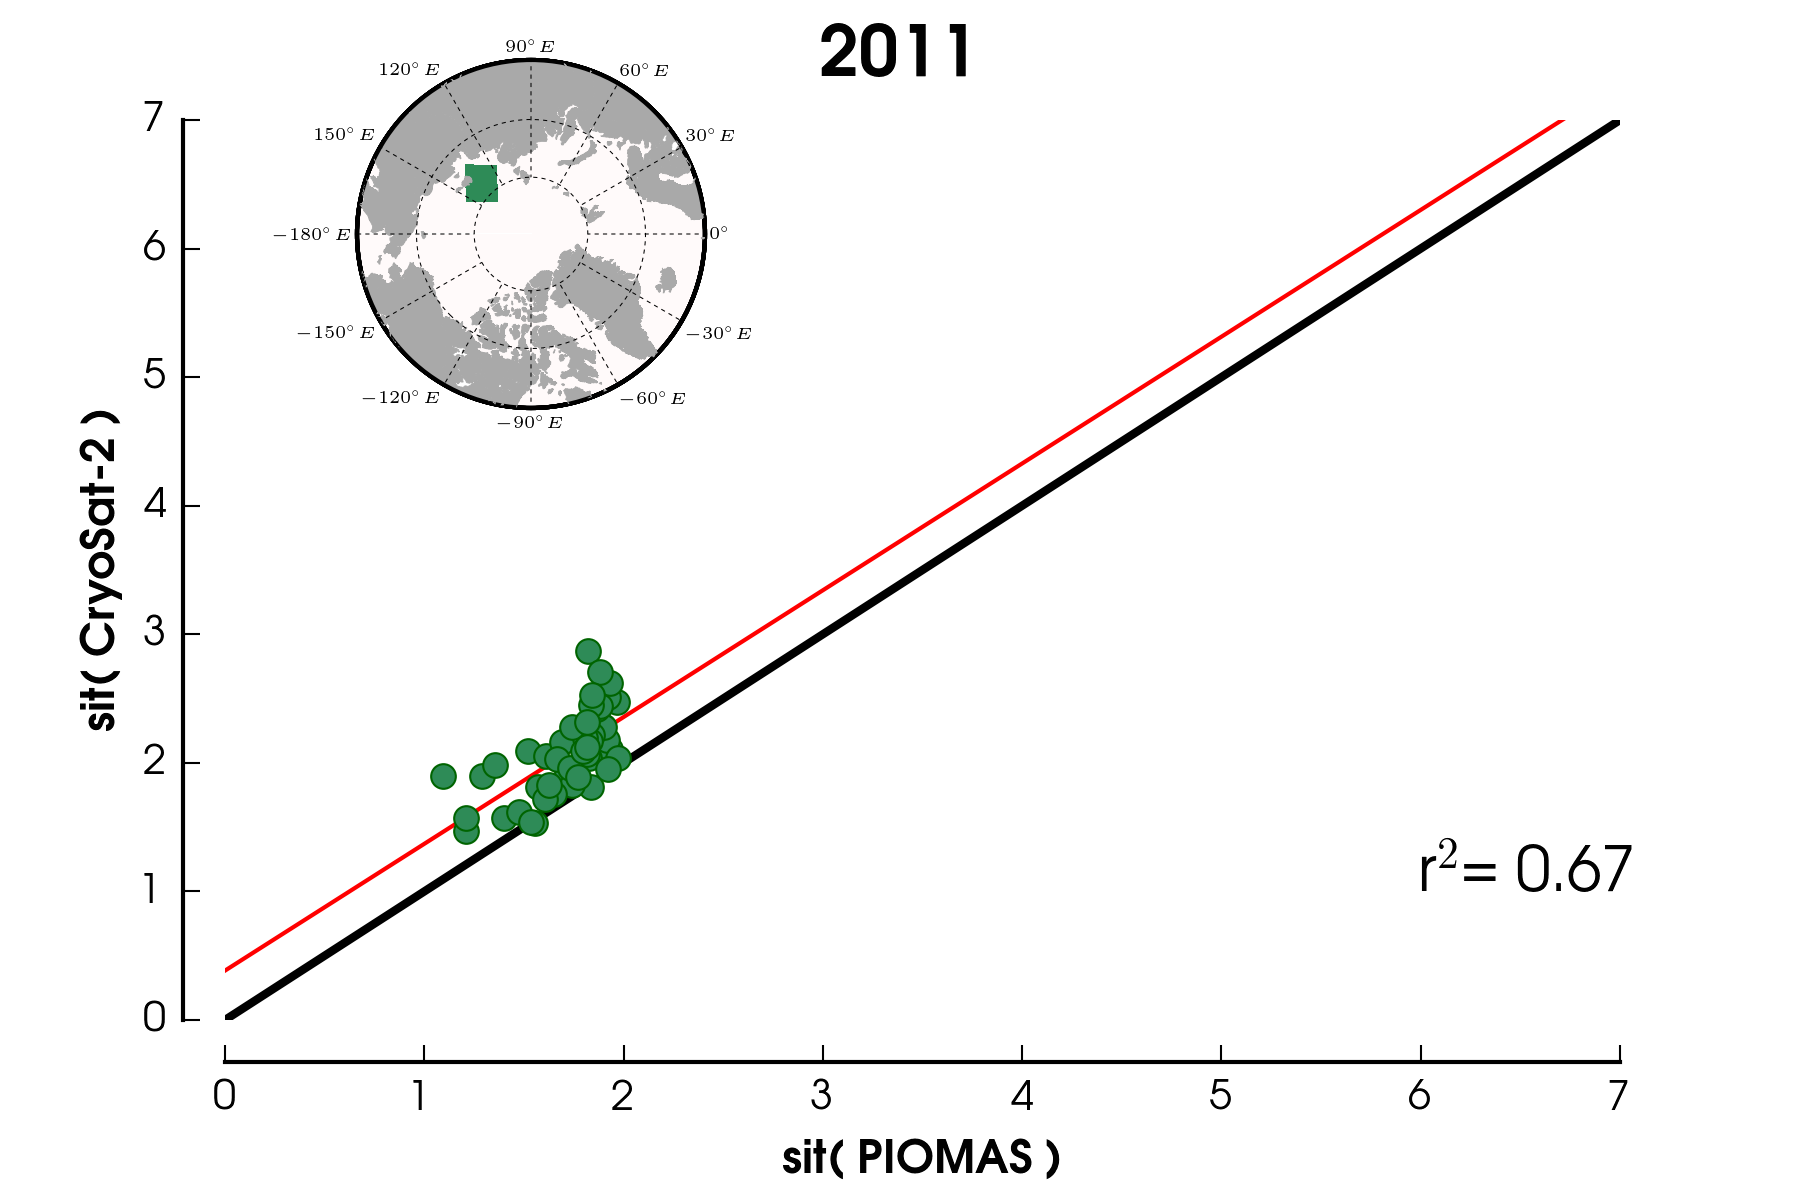 2011
90° E
120° E
60° E
150° E
30° E
−180° E
0°
−150° E
−30° E
−120° E
−60° E
−90° E
7
6
5
4
3
2
1
0
sit( CryoSat-2 )
r²= 0.67
0 1 2 3 4 5 6 7
sit( PIOMAS )